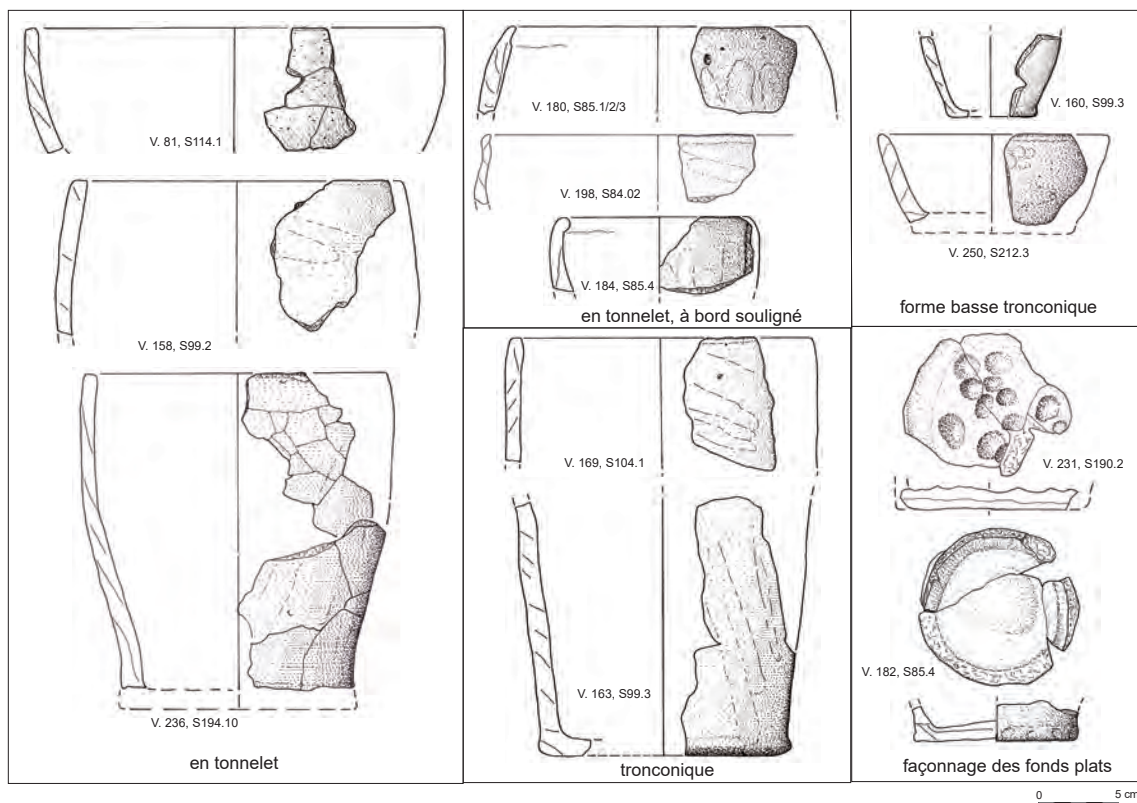 V. 81, S114.1
V. 158, S99.2
V. 236, S194.10
en tonnelet
V. 180, S85.1/2/3
V. 198, S84.02
V. 184, S85.4
en tonnelet, à bord souligné
V. 169, S104.1
V. 163, S99.3
tronconique
V. 160, S99.3
V. 250, S212.3
forme basse tronconique
V. 231, S190.2
V. 182, S85.4
façonnage des fonds plats
0 5 cm